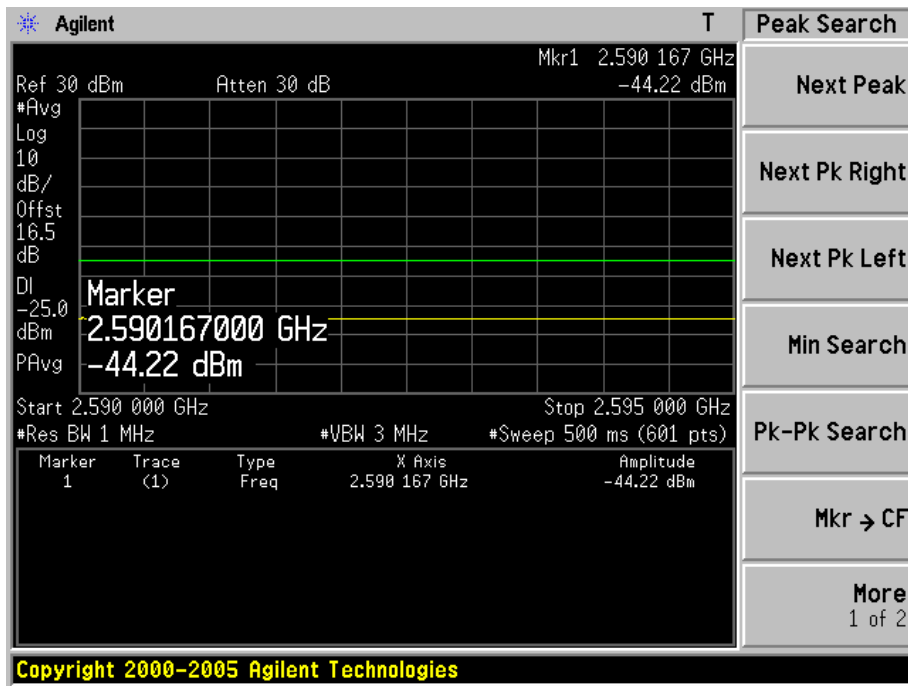 Agilent T
Peak Search
Mkr1 2.590 167 GHz
Ref 30 dBm Atten 30 dB -44.22 dBm
#Avg
Log
10
dB/
Offst
16.5
dB
DI
-25.0
dBm
PAvg
Marker
2.590167000 GHz
-44.22 dBm
Start 2.590 000 GHz Stop 2.595 000 GHz
#Res BW 1 MHz #VBW 3 MHz #Sweep 500 ms (601 pts)
Marker Trace Type X Axis Amplitude
1 (1) Freq 2.590 167 GHz -44.22 dBm
Next Peak
Next Pk Right
Next Pk Left
Min Search
Pk-Pk Search
Mkr → CF
More
1 of 2
Copyright 2000-2005 Agilent Technologies